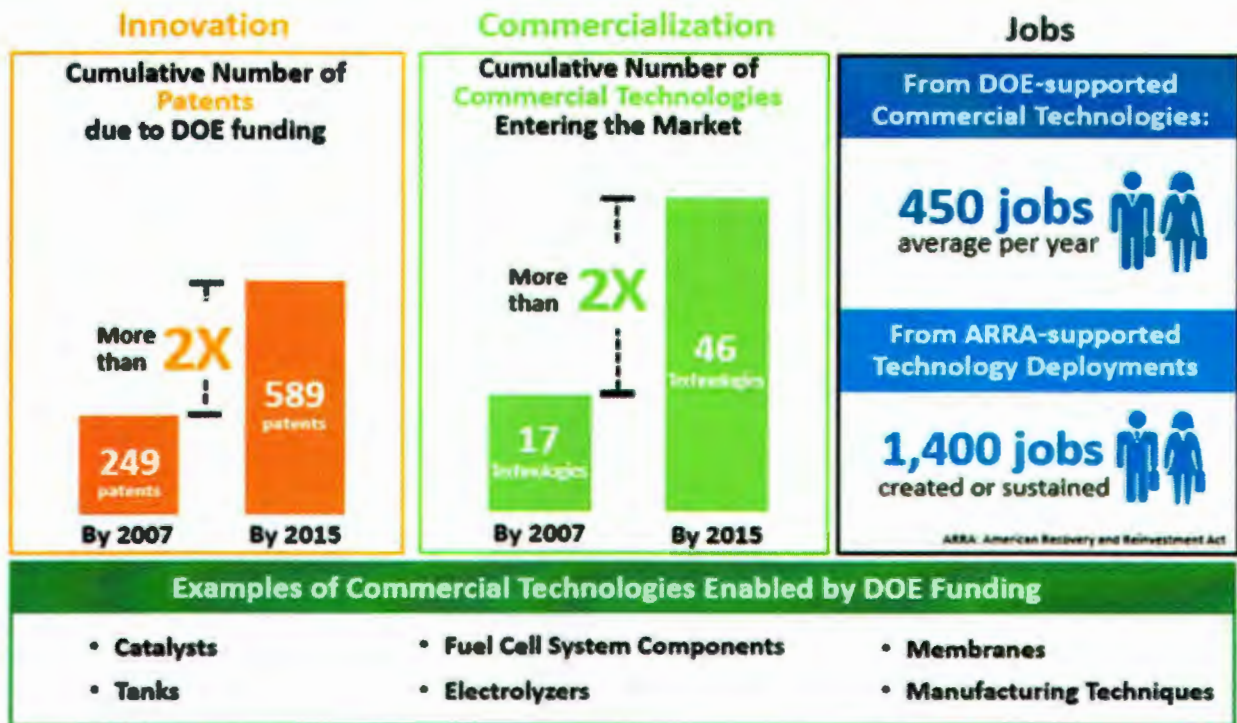 Innovation
Cumulative Number of
Patents
due to DOE funding
More
than
2X
249
patents
589
patents
By 2007
By 2015
Commercialization
Cumulative Number of
Commercial Technologies
Entering the Market
More
than
2X
17
Technologies
46
Technologies
By 2007
By 2015
Jobs
From DOE-supported
Commercial Technologies:
450 jobs
average per year
From ARRA-supported
Technology Deployments
1,400 jobs
created or sustained
ARRA: American Recovery and Reinvestment Act
Examples of Commercial Technologies Enabled by DOE Funding
• Catalysts
• Tanks
• Fuel Cell System Components
• Electrolyzers
• Membranes
• Manufacturing Techniques